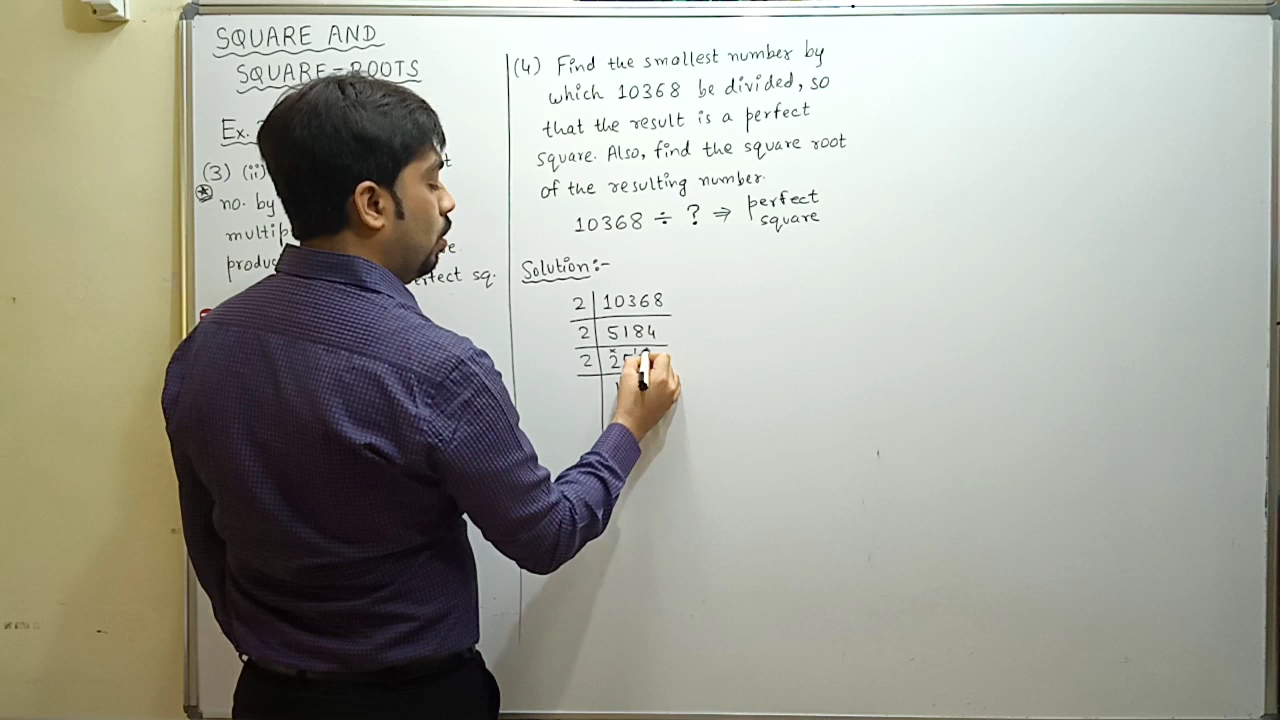 SQUARE AND
SQUARE-ROOTS
Ex.
(3) (ii)
no. by
multip
produc
rfect sq.
(4) Find the smallest number by
which 10368 be divided, so
that the result is a perfect
square. Also, find the square root
of the resulting number.
10368 ÷ ? ⇒ perfect
square
Solution:-
2 | 10368
2 | 5184
2 | 2